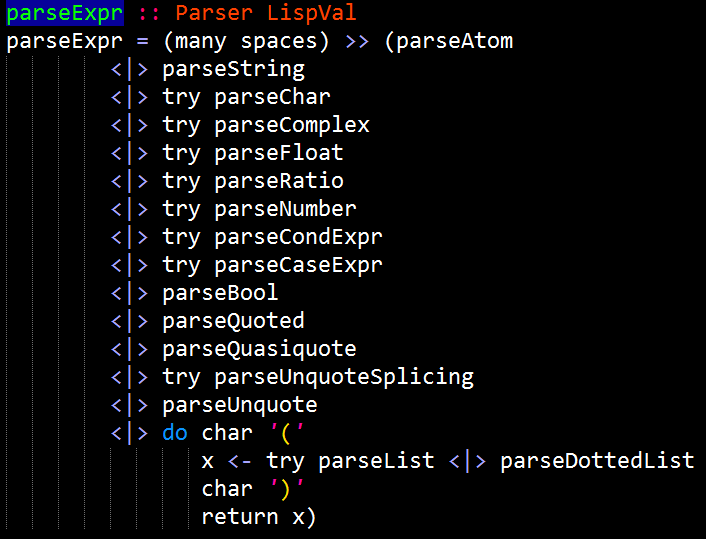 parseExpr :: Parser LispVal
parseExpr = (many spaces) >> (parseAtom
        <|> parseString
        <|> try parseChar
        <|> try parseComplex
        <|> try parseFloat
        <|> try parseRatio
        <|> try parseNumber
        <|> try parseCondExpr
        <|> try parseCaseExpr
        <|> parseBool
        <|> parseQuoted
        <|> parseQuasiquote
        <|> try parseUnquoteSplicing
        <|> parseUnquote
        <|> do char '('
               x <- try parseList <|> parseDottedList
               char ')'
               return x)